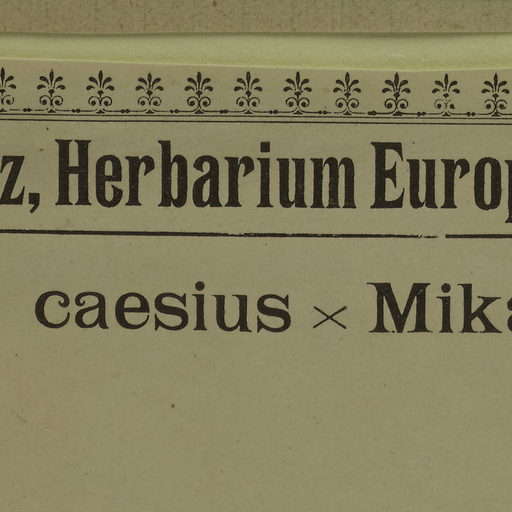 z, Herbarium Europ
caesius × Mika